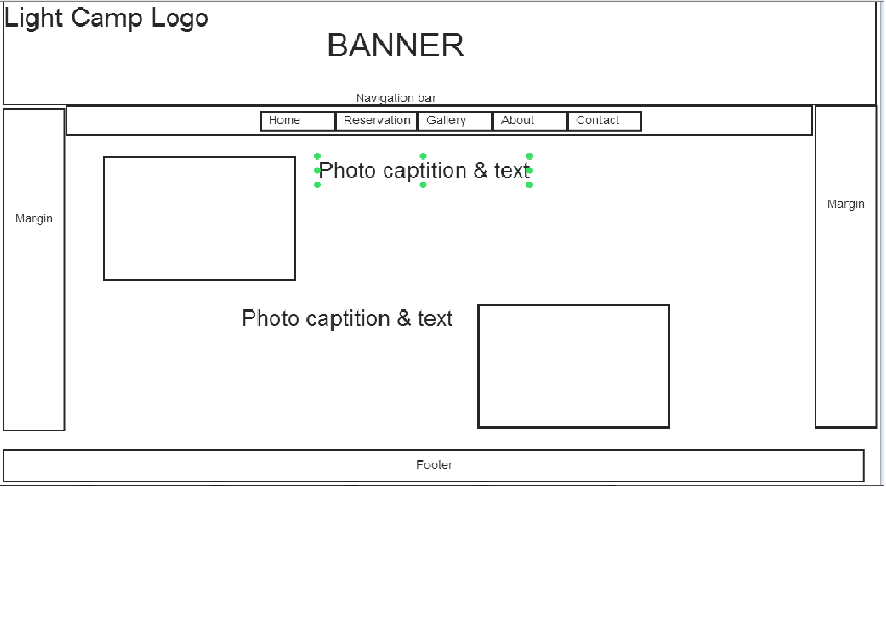 Light Camp Logo
BANNER
Navigation bar
Home Reservation Gallery About Contact
Photo captition & text
Margin
Margin
Photo captition & text
Footer